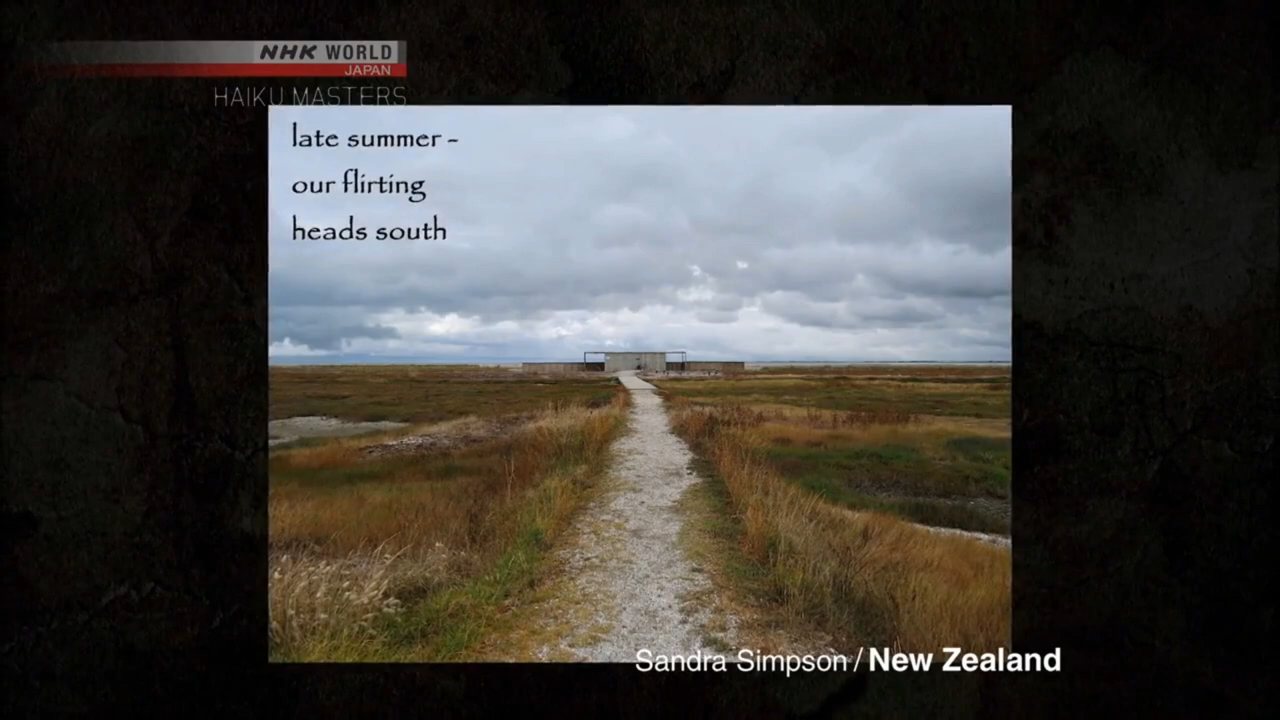 NHK WORLD
JAPAN
HAIKU MASTERS
late summer -
our flirting
heads south
Sandra Simpson / New Zealand